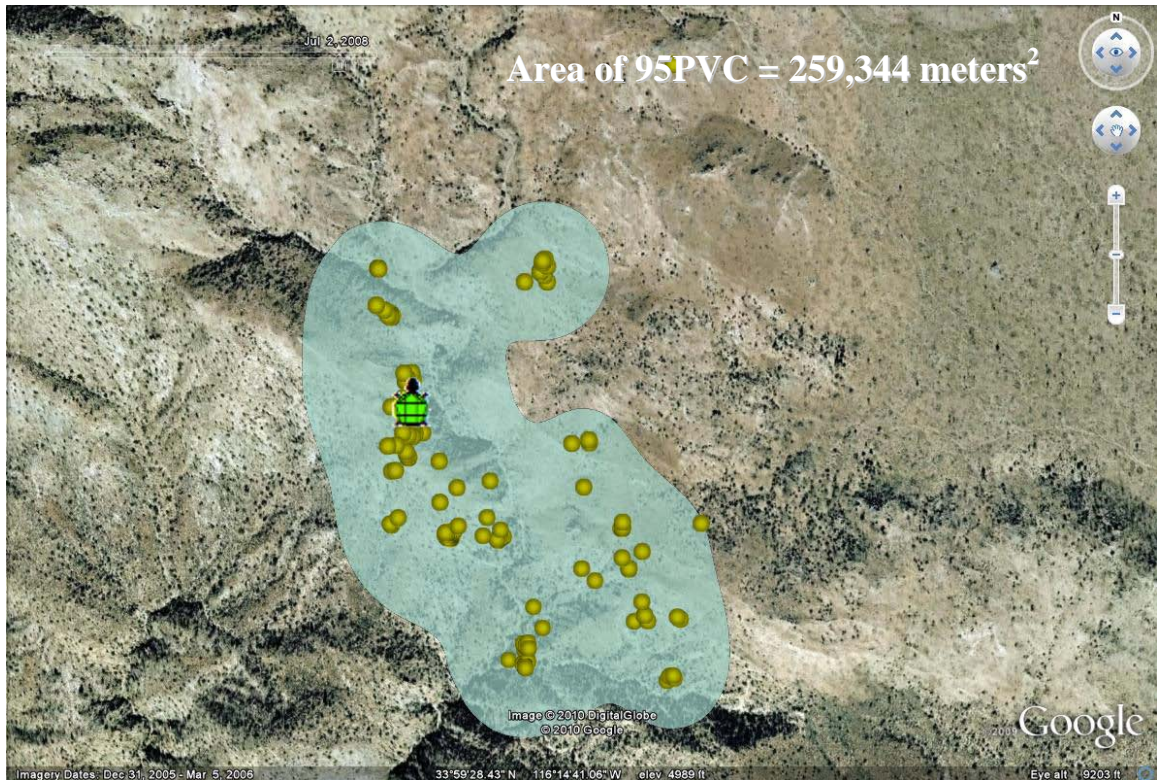 N
Jul 2, 2008
Area of 95PVC = 259,344 meters²
Image © 2010 DigitalGlobe
© 2010 Google
Google
Imagery Dates: Dec 31, 2005 - Mar 5, 2006
33°59'28.43" N 116°14'41.06" W elev 4989 ft
Eye alt 9203 ft